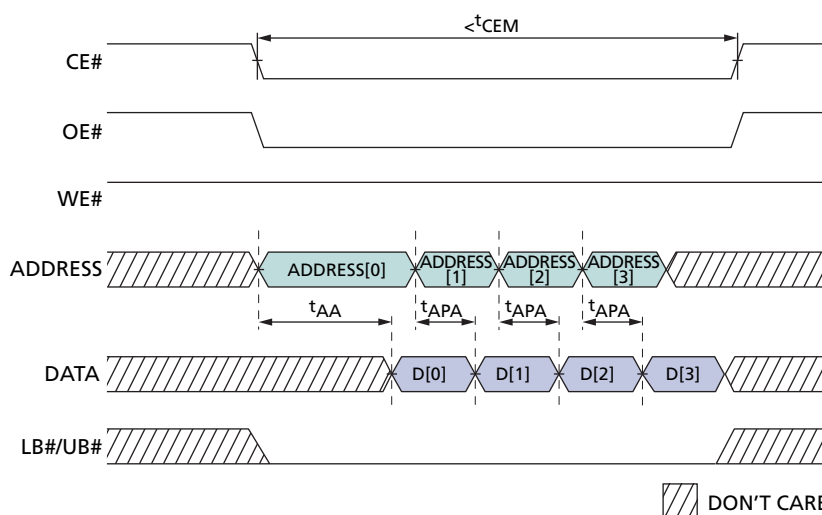 <tCEM
CE#
OE#
WE#
ADDRESS
ADDRESS[0]
ADDRESS
[1]
ADDRESS
[2]
ADDRESS
[3]
tAA
tAPA
tAPA
tAPA
DATA
D[0]
D[1]
D[2]
D[3]
LB#/UB#
DON'T CARE